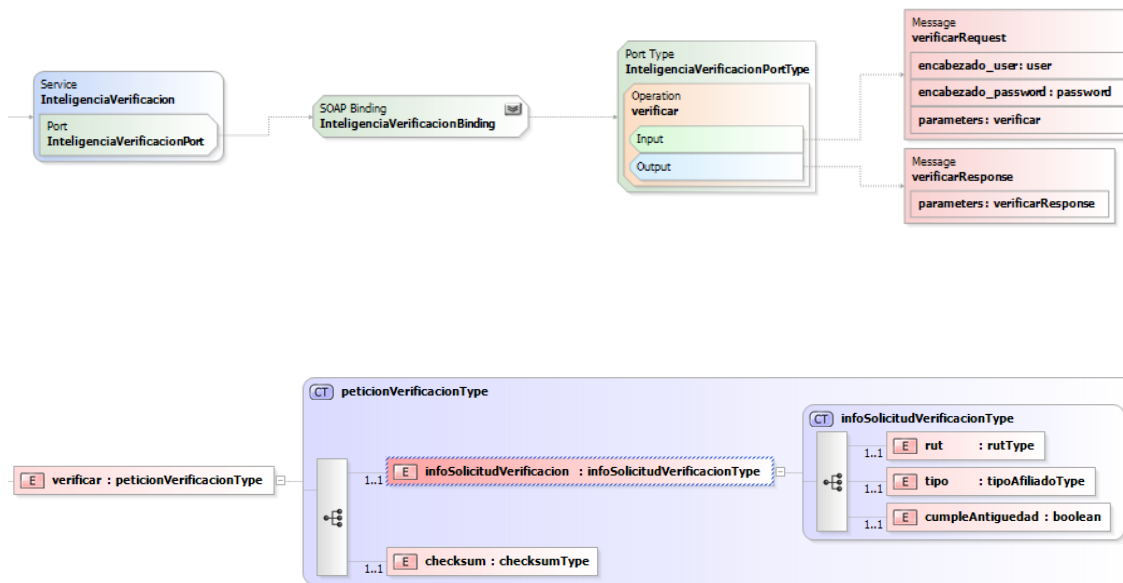 Service
InteligenciaVerificacion
Port
InteligenciaVerificacionPort
SOAP Binding
InteligenciaVerificacionBinding
Port Type
InteligenciaVerificacionPortType
Operation
verificar
Input
Output
Message
verificarRequest
encabezado_user: user
encabezado_password : password
parameters : verificar
Message
verificarResponse
parameters : verificarResponse
CT peticionVerificacionType
E verificar : peticionVerificacionType
1..1 E infoSolicitudVerificacion : infoSolicitudVerificacionType
1..1 E checksum : checksumType
CT infoSolicitudVerificacionType
1..1 E rut : rutType
1..1 E tipo : tipoAfiliadoType
1..1 E cumpleAntiguedad : boolean